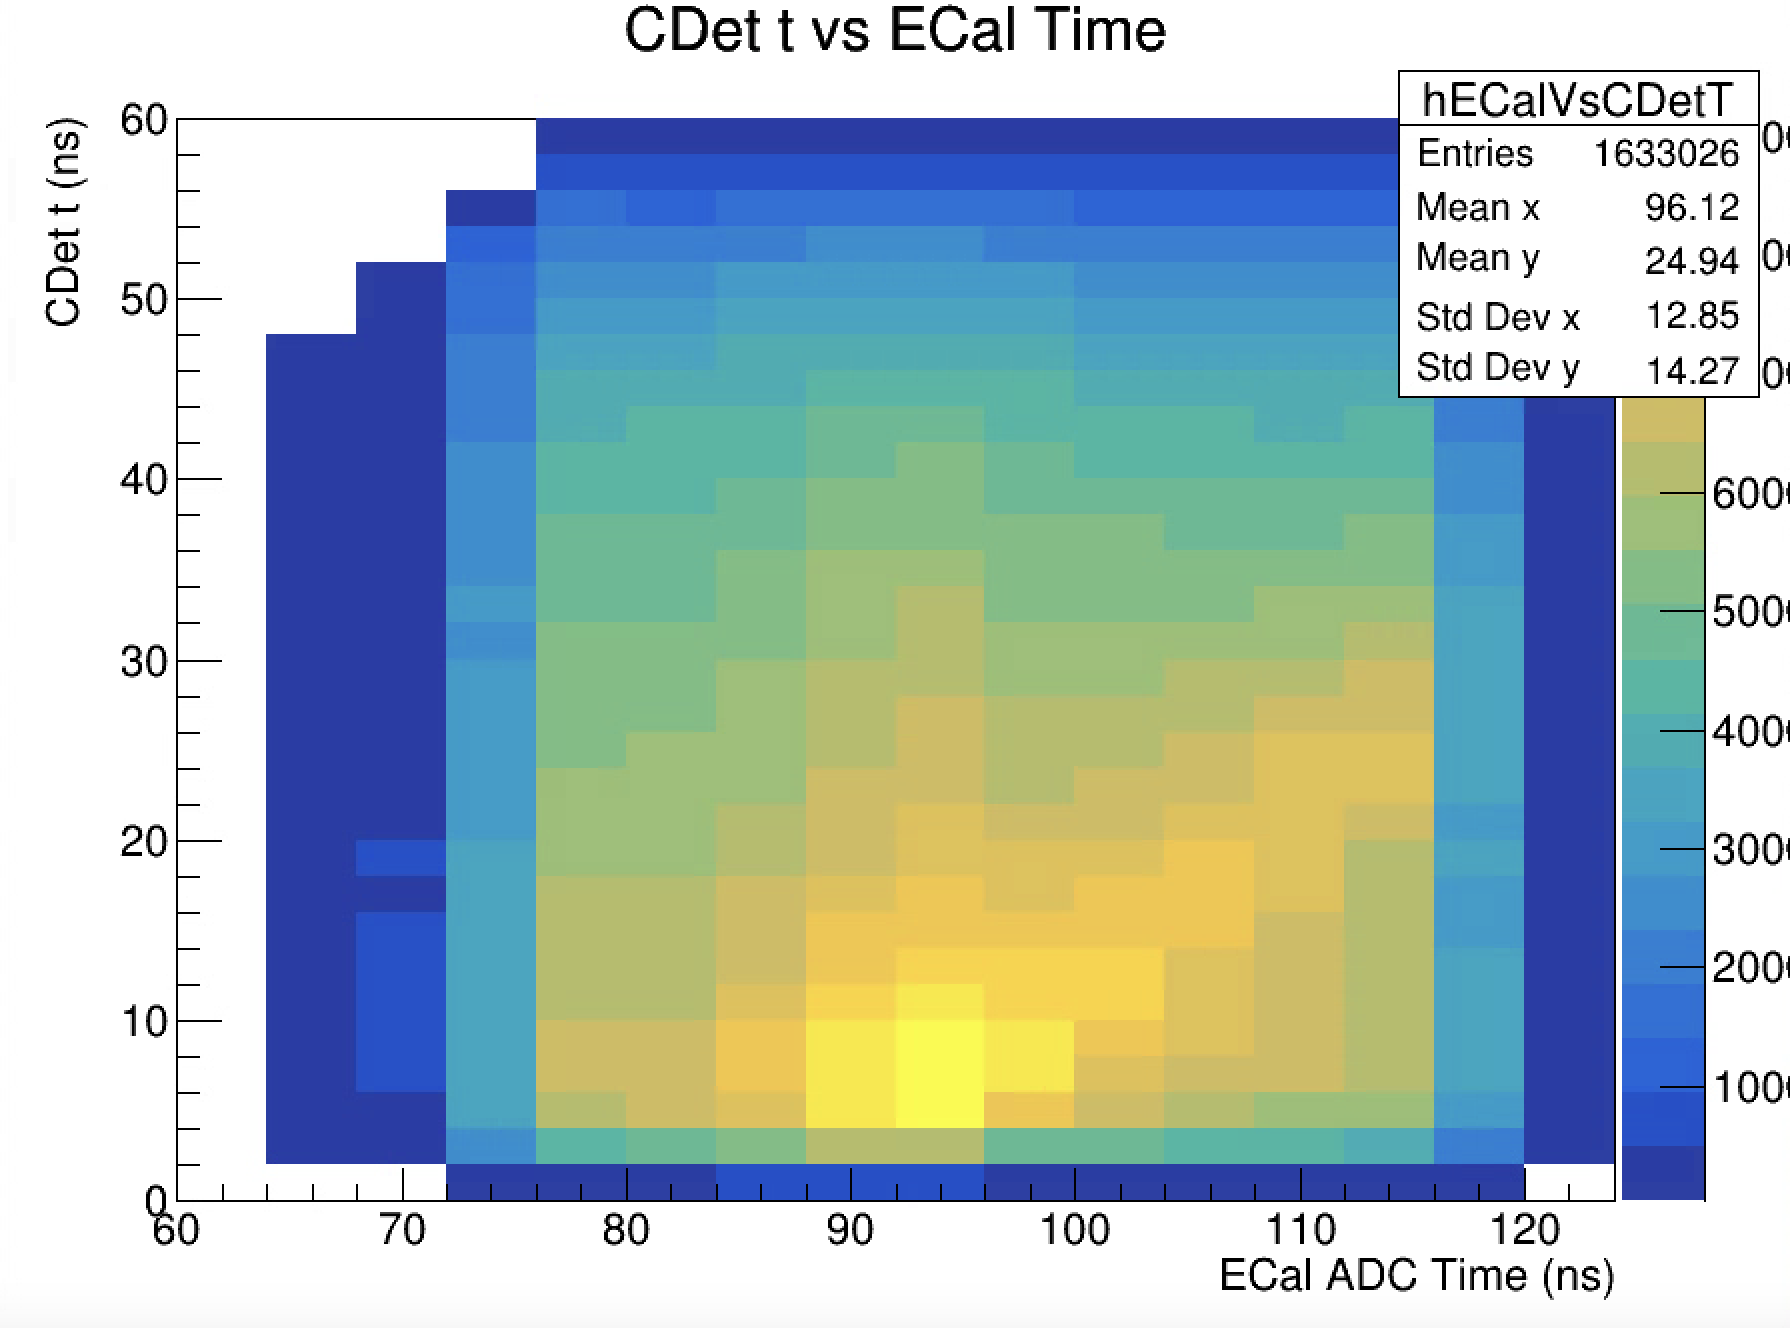 CDet t vs ECal Time
hECalVsCDetT
Entries 1633026
Mean x 96.12
Mean y 24.94
Std Dev x 12.85
Std Dev y 14.27
CDet t (ns)
60
50
40
30
20
10
0
60 70 80 90 100 110 120
ECal ADC Time (ns)